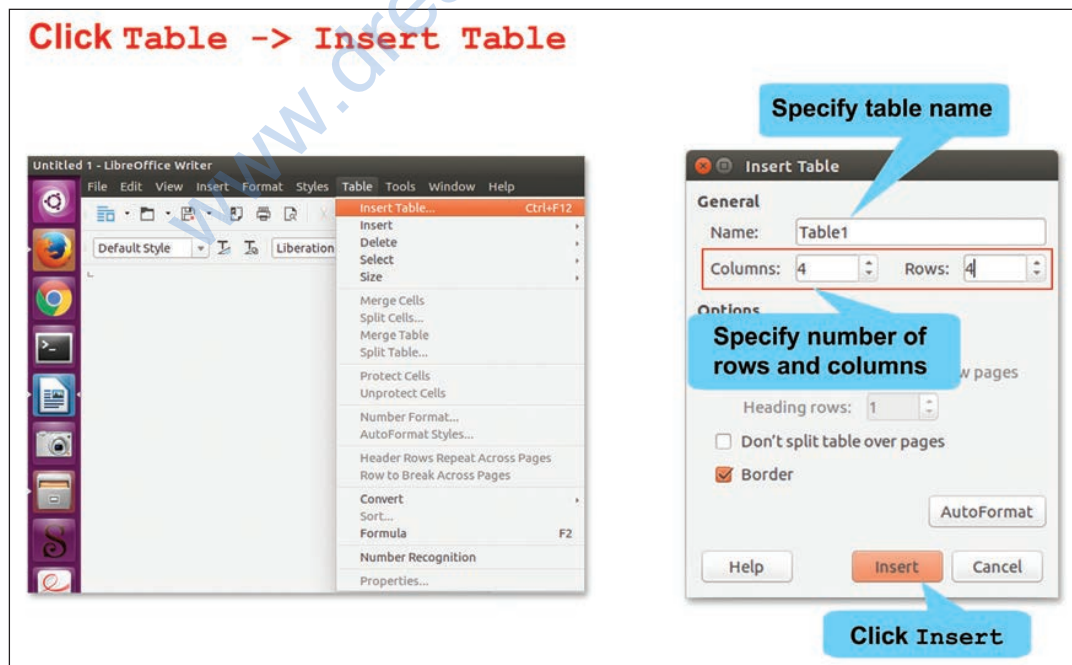 Click Table -> Insert Table
www.dre
Specify table name
Untitled 1 - LibreOffice Writer
File Edit View Insert Format Styles Table Tools Window Help
Default Style
Liberation
Insert Table... Ctrl+F12
Insert
Delete
Select
Size
Merge Cells
Split Cells...
Merge Table
Split Table...
Protect Cells
Unprotect Cells
Number Format...
AutoFormat Styles...
Header Rows Repeat Across Pages
Row to Break Across Pages
Convert
Sort...
Formula F2
Number Recognition
Properties...
Insert Table
General
Name: Table1
Columns: 4 Rows: 4
Options
Specify number of
rows and columns
w pages
Heading rows: 1
Don't split table over pages
Border
AutoFormat
Help Insert Cancel
Click Insert